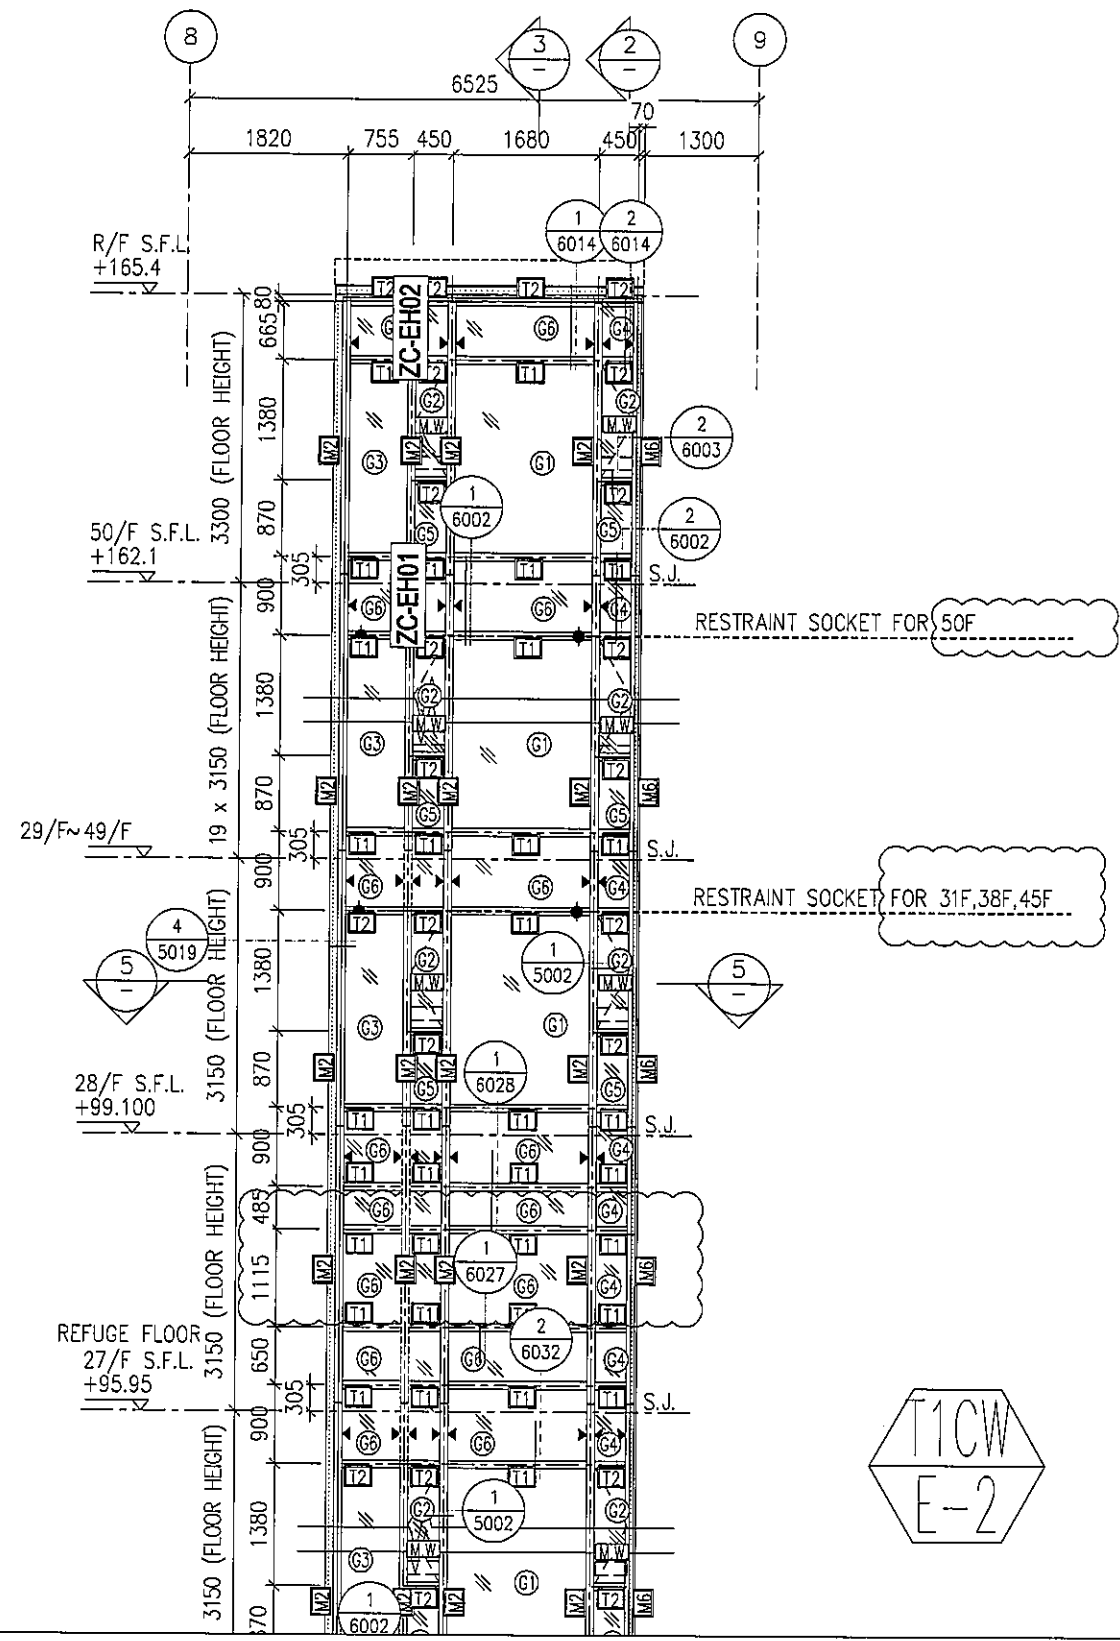 8
3
–
2
–
9
6525
70
1820 755 450 1680 450 1300
1
6014
2
6014
R/F S.F.L
+165.4
80
T2 T2 T2
ZC-EH02
665
G6 G4
T1 T2 T1 T2
3300 (FLOOR HEIGHT)
1380
G2 G2
M.W M.W
2
6003
M2 M2 M2 M2 M6
G3 G1
T2 T2
1
6002
870
G5 G5
2
6002
50/F S.F.L.
+162.1
305
T1 T1 T1 T1
S.J.
ZC-EH01
900
G6 G6 G4
RESTRAINT SOCKET FOR 50F
T1 T2 T1 T2
19 x 3150 (FLOOR HEIGHT)
1380
G2 G2
M.W M.W
G3 G1
T2 T2
M2 M2 M2 M2 M6
870
G5 G5
29/F~49/F
305
T1 T1 T1 T1
S.J.
900
G6 G6 G4
RESTRAINT SOCKET FOR 31F,38F,45F
T2 T2 T1 T2
4
5019
3150 (FLOOR HEIGHT)
1380
G2 G2
1
5002
5
–
5
–
M.W M.W
G3 G1
T2 T2
M2 M2 M2 M2 M6
870
1
6028
G5 G5
28/F S.F.L.
+99.100
305
T1 T1 T1 T1
S.J.
900
G6 G6 G4
T1 T1 T1 T1
3150 (FLOOR HEIGHT)
485
G6 G6 G4
T1 T1 T1 T1
1
6027
M2 M2 M2 M2 M6
1115
G6 G6 G4
T1 T1 T1
REFUGE FLOOR
27/F S.F.L.
+95.95
2
6032
650
G6 G6 G4
305
T1 T1 T1 T1
S.J.
900
G6 G6 G4
T2 T2 T1 T2
3150 (FLOOR HEIGHT)
1380
G2 G2
1
5002
M.W M.W
G3 G1
T2 T2
M2 M2 M2 M6
1
6002
T1CW
E-2